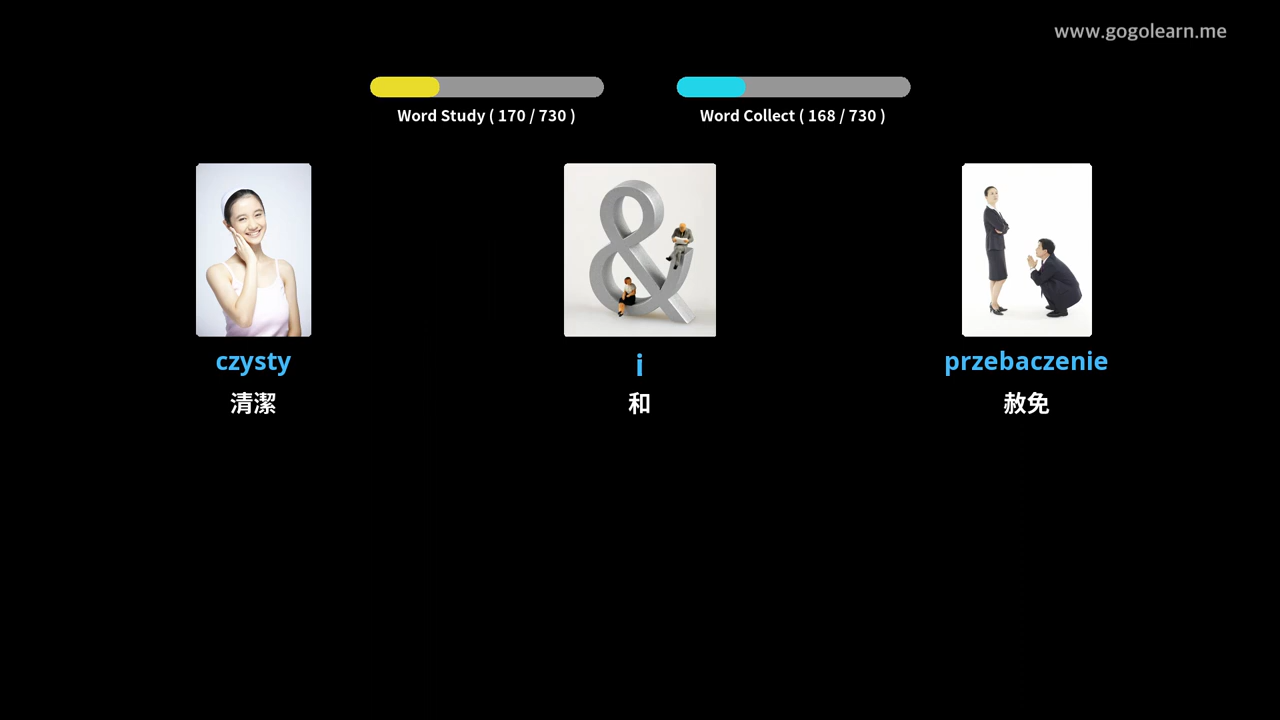 www.gogolearn.me
Word Study ( 170 / 730 )
Word Collect ( 168 / 730 )
&
czysty
i
przebaczenie
清潔
和
赦免